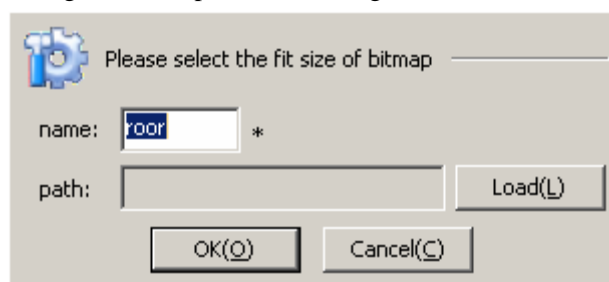 Please select the fit size of bitmap
name: roor *
path: Load(L)
OK(O) Cancel(C)